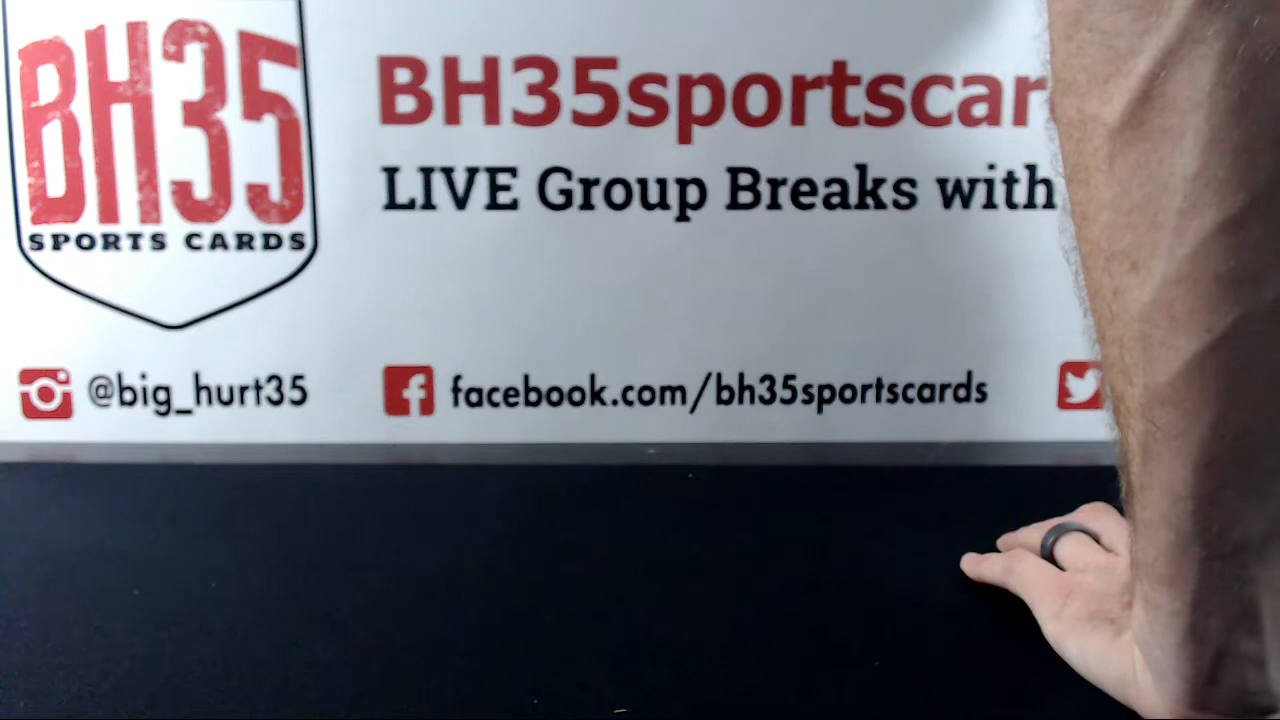 BH35
SPORTS CARDS
BH35sportscar
LIVE Group Breaks with
@big_hurt35
facebook.com/bh35sportscards